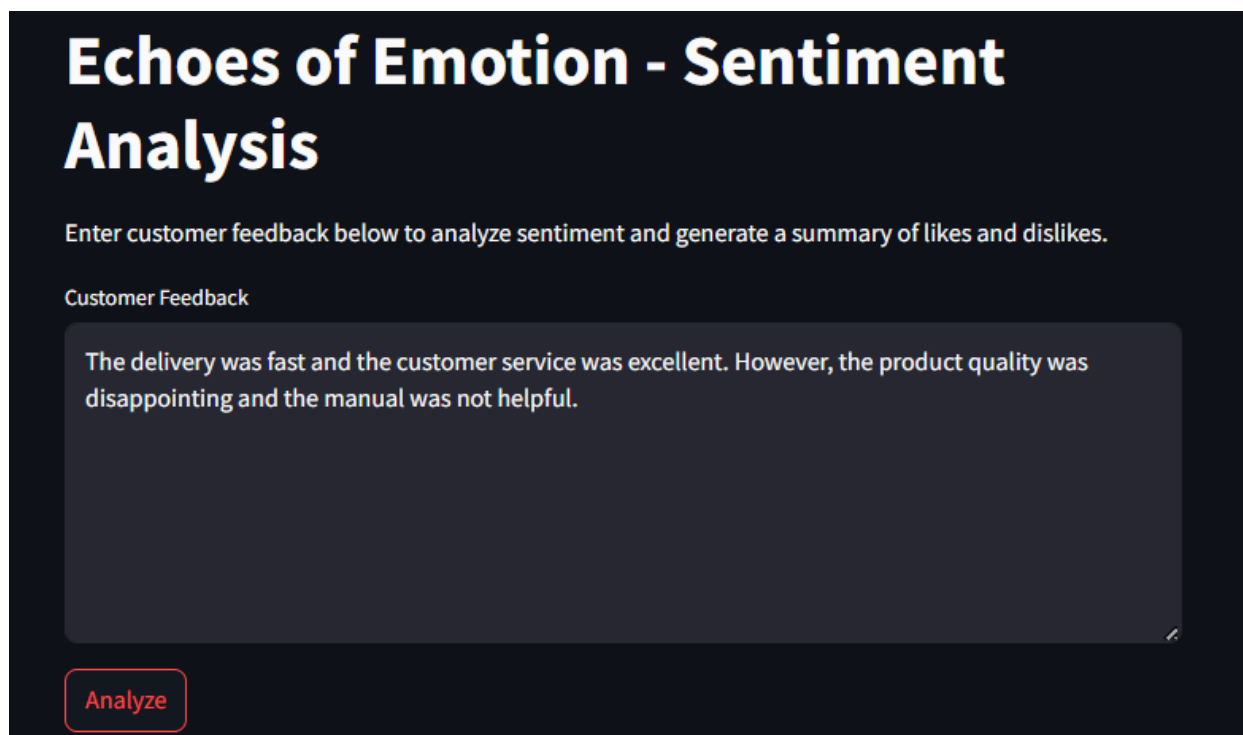 Echoes of Emotion - Sentiment
Analysis
Enter customer feedback below to analyze sentiment and generate a summary of likes and dislikes.
Customer Feedback
The delivery was fast and the customer service was excellent. However, the product quality was
disappointing and the manual was not helpful.
Analyze